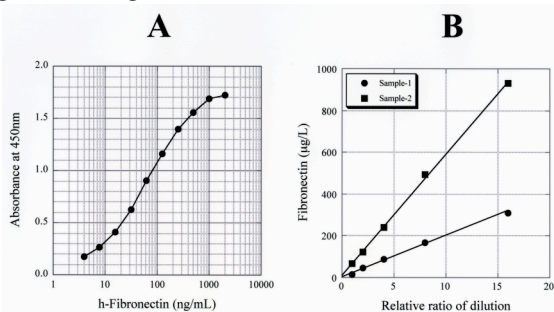 A
B
2.0
1.5
1.0
0.5
0.0
Absorbance at 450nm
1
10
100
1000
10000
h-Fibronectin (ng/mL)
Sample-1
Sample-2
1000
800
600
400
200
0
Fibronectin (μg/L)
0
5
10
15
20
Relative ratio of dilution